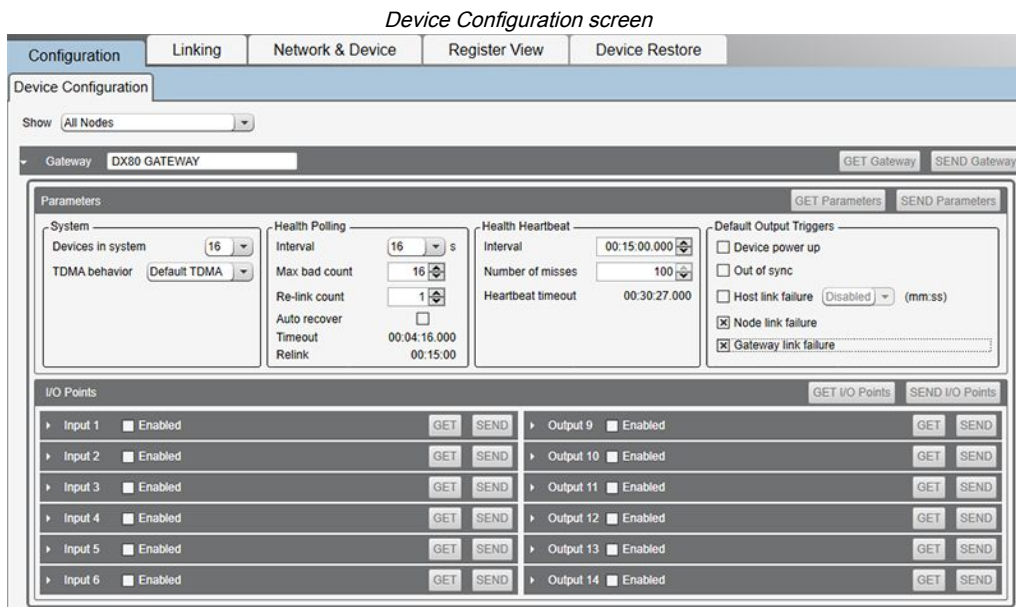 Device Configuration screen
Configuration Linking Network & Device Register View Device Restore
Device Configuration
Show All Nodes
Gateway DX80 GATEWAY GET Gateway SEND Gateway
Parameters GET Parameters SEND Parameters
System Health Polling Health Heartbeat Default Output Triggers
Devices in system 16 Interval 16 s Interval 00:15:00.000 Device power up
TDMA behavior Default TDMA Max bad count 16 Number of misses 100 Out of sync
Re-link count 1 Heartbeat timeout 00:30:27.000 Host link failure Disabled (mm:ss)
Auto recover Node link failure
Timeout 00:04:16.000 Gateway link failure
Relink 00:15:00
I/O Points GET I/O Points SEND I/O Points
Input 1 Enabled GET SEND Output 9 Enabled GET SEND
Input 2 Enabled GET SEND Output 10 Enabled GET SEND
Input 3 Enabled GET SEND Output 11 Enabled GET SEND
Input 4 Enabled GET SEND Output 12 Enabled GET SEND
Input 5 Enabled GET SEND Output 13 Enabled GET SEND
Input 6 Enabled GET SEND Output 14 Enabled GET SEND